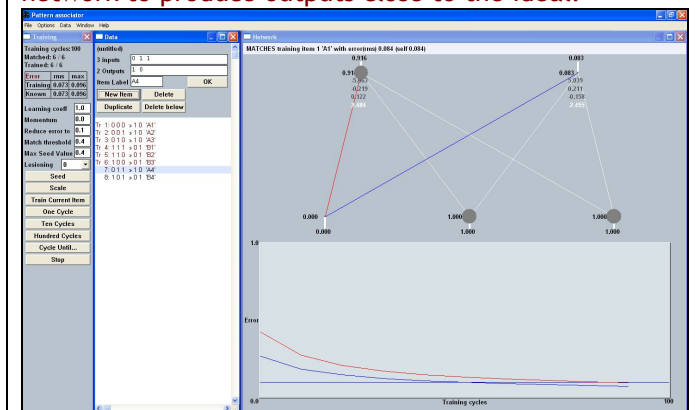 network to produce outputs close to the ideal.
Pattern associator
File Options Data Window Help
Training
Training cycles:100
Matched: 6 / 6
Trained: 6 / 6
Error rms max
Training 0.073 0.096
Known 0.073 0.096
Learning coeff 1.0
Momentum 0.0
Reduce error to 0.1
Match threshold 0.4
Max Seed Value 0.4
Lesioning 0
Seed
Scale
Train Current Item
One Cycle
Ten Cycles
Hundred Cycles
Cycle Until...
Stop
Data
(untitled)
3 inputs 0 1 1
2 Outputs 1 0
Item Label A4 OK
New Item Delete
Duplicate Delete below
Tr 1: 0 0 0 > 1 0 'A1'
Tr 2: 0 0 1 > 1 0 'A2'
Tr 3: 0 1 0 > 1 0 'A3'
Tr 4: 1 1 1 > 0 1 'B1'
Tr 5: 1 1 0 > 0 1 'B2'
Tr 6: 1 0 0 > 0 1 'B3'
7: 0 1 1 > 1 0 'A4'
8: 1 0 1 > 0 1 'B4'
Network
MATCHES training item 1 'A1' with error(rms) 0.084 (self 0.084)
0.916 0.083
0.083
5.039
0.219 0.211
0.122 -0.158
0.000 1.000 1.000
0.000 1.000 1.000
1.0
Error
0.0 Training cycles 100